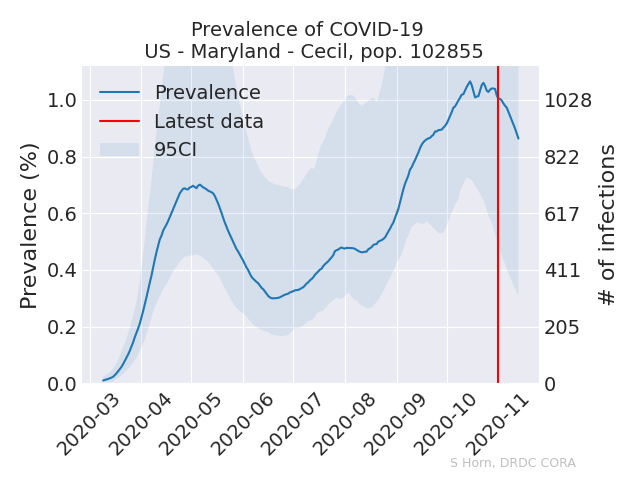 Prevalence of COVID-19
US - Maryland - Cecil, pop. 102855
Prevalence
Latest data
95CI
Prevalence (%)
1.0
0.8
0.6
0.4
0.2
0.0
# of infections
1028
822
617
411
205
0
2020-03
2020-04
2020-05
2020-06
2020-07
2020-08
2020-09
2020-10
2020-11
S Horn, DRDC CORA